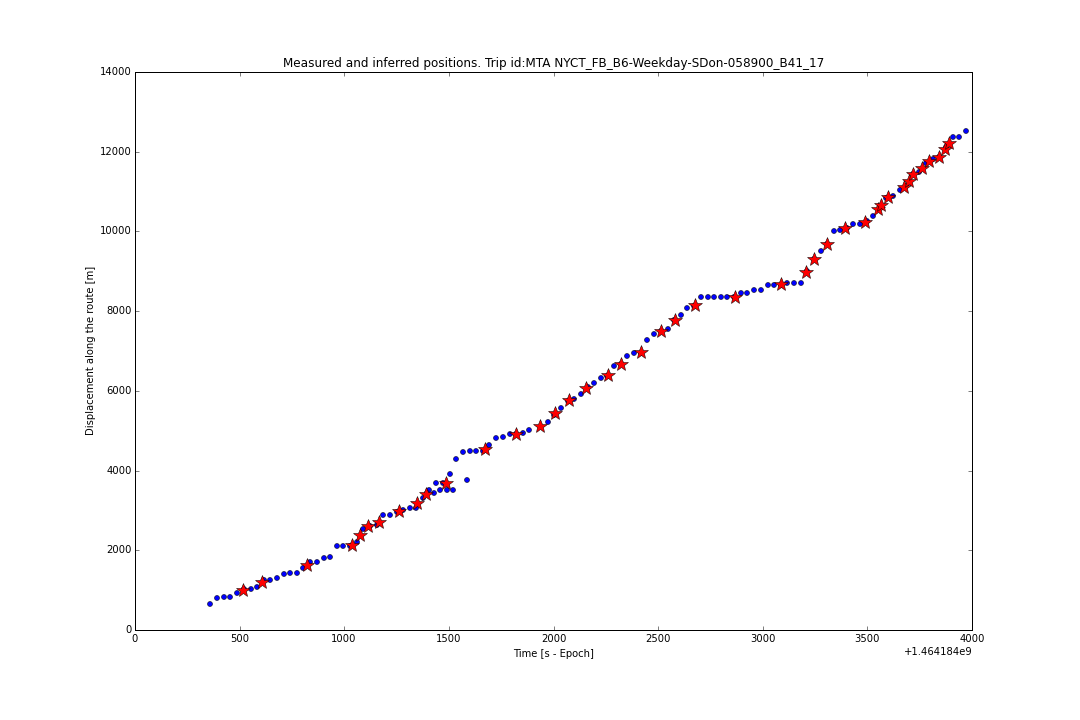 Measured and inferred positions. Trip id:MTA NYCT_FB_B6-Weekday-SDon-058900_B41_17
14000
12000
10000
8000
6000
4000
2000
0
Displacement along the route [m]
0 500 1000 1500 2000 2500 3000 3500 4000
Time [s - Epoch]
+1.464184e9